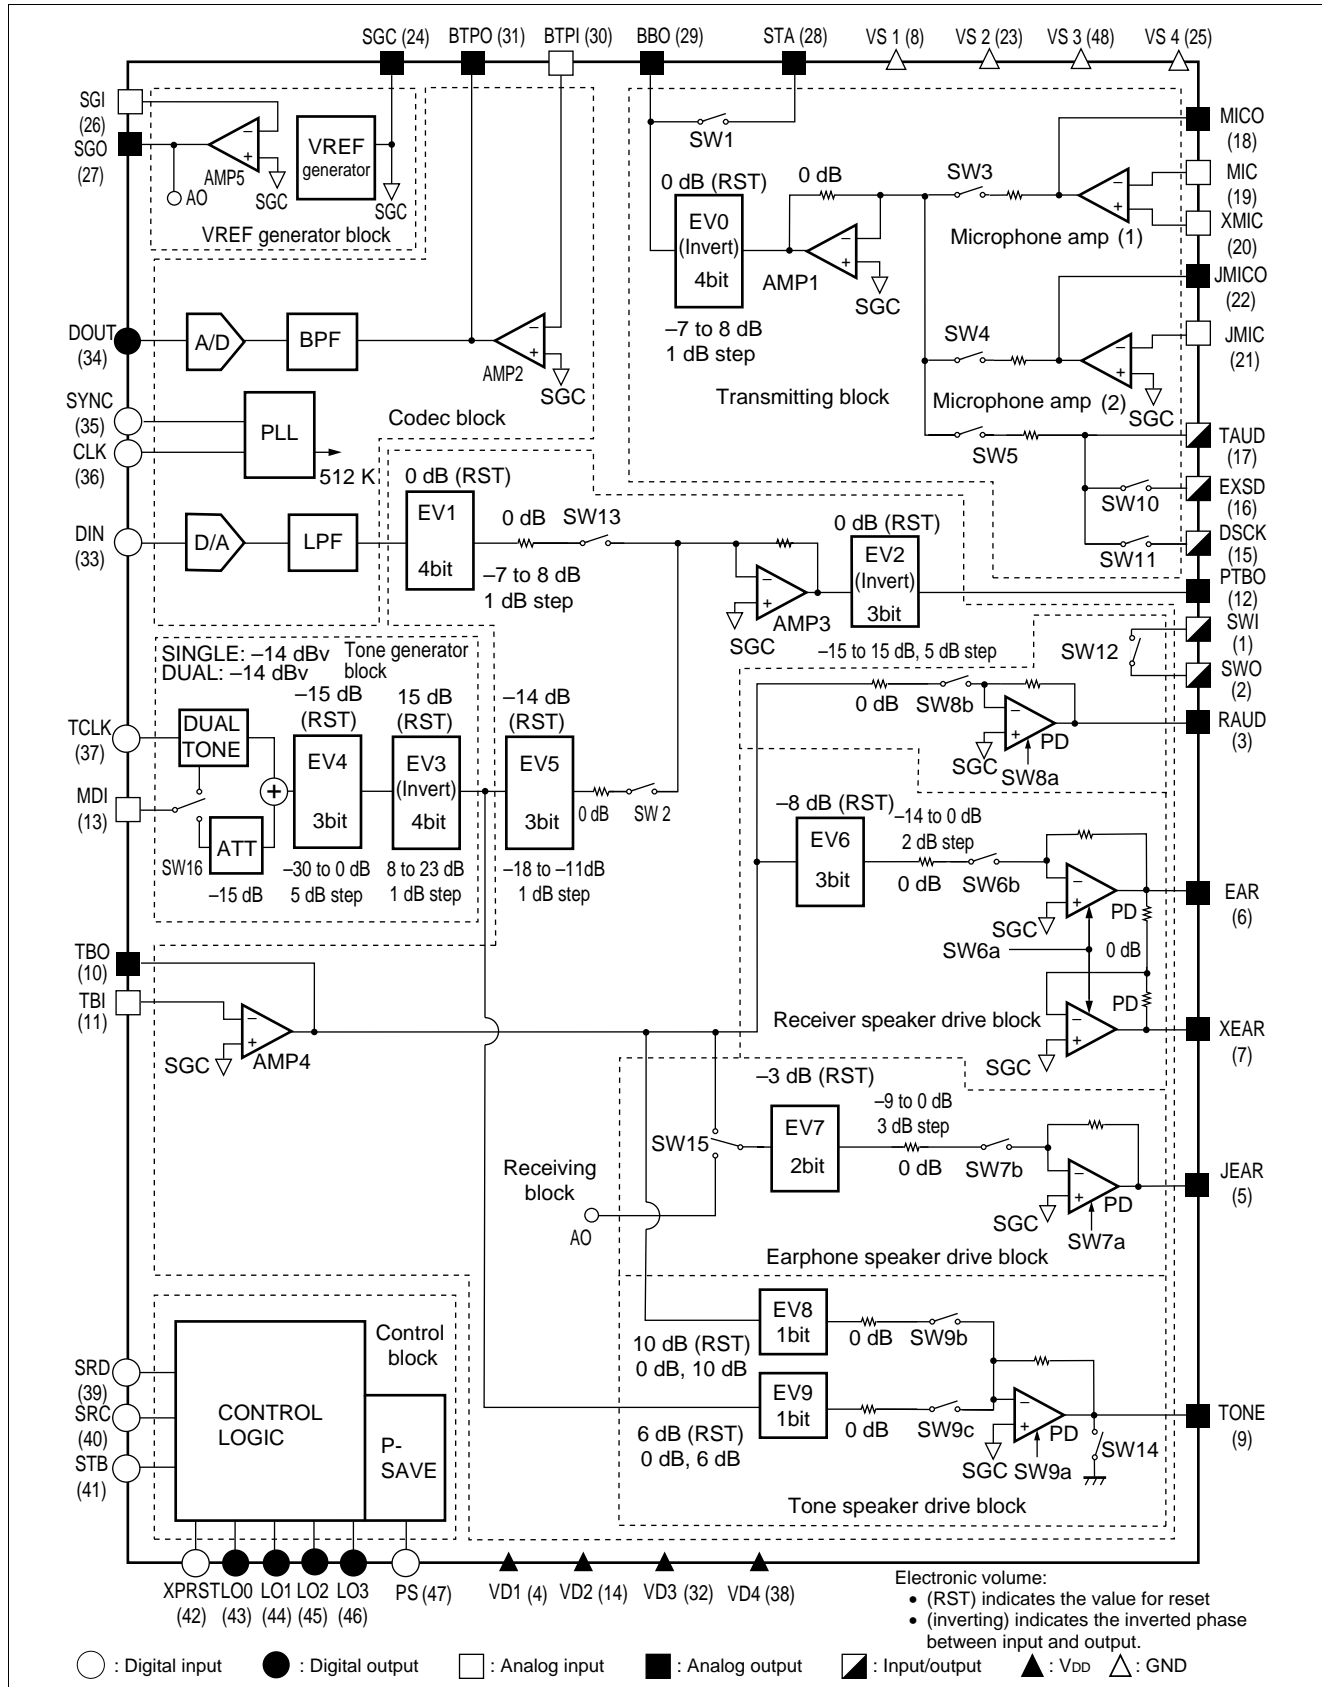 SGC (24)
BTPO (31)
BTPI (30)
BBO (29)
STA (28)
VS 1 (8)
VS 2 (23)
VS 3 (48)
VS 4 (25)
SGI
(26)
SGO
(27)
AMP5
AO
SGC
VREF
generator
SGC
VREF generator block
SW1
0 dB (RST)
0 dB
SW3
EV0
(Invert)
4bit
AMP1
SGC
–7 to 8 dB
1 dB step
Microphone amp (1)
SW4
Transmitting block
Microphone amp (2)
SGC
SW5
SW10
SW11
MICO
(18)
MIC
(19)
XMIC
(20)
JMICO
(22)
JMIC
(21)
TAUD
(17)
EXSD
(16)
DSCK
(15)
PTBO
(12)
SWI
(1)
SWO
(2)
RAUD
(3)
DOUT
(34)
A/D
BPF
AMP2
SGC
SYNC
(35)
CLK
(36)
PLL
512 K
Codec block
DIN
(33)
D/A
LPF
0 dB (RST)
EV1
4bit
0 dB
SW13
–7 to 8 dB
1 dB step
SGC
AMP3
0 dB (RST)
EV2
(Invert)
3bit
–15 to 15 dB, 5 dB step
SW12
SINGLE: –14 dBv
DUAL: –14 dBv
Tone generator
block
TCLK
(37)
MDI
(13)
DUAL
TONE
SW16
ATT
–15 dB
–15 dB
(RST)
EV4
3bit
–30 to 0 dB
5 dB step
15 dB
(RST)
EV3
(Invert)
4bit
8 to 23 dB
1 dB step
–14 dB
(RST)
EV5
3bit
–18 to –11dB
1 dB step
0 dB
SW 2
0 dB
SW8b
SGC
PD
SW8a
–8 dB (RST)
EV6
3bit
–14 to 0 dB
2 dB step
0 dB
SW6b
SGC
PD
SW6a
0 dB
PD
SGC
Receiver speaker drive block
EAR
(6)
XEAR
(7)
TBO
(10)
TBI
(11)
SGC
AMP4
–3 dB (RST)
SW15
EV7
2bit
–9 to 0 dB
3 dB step
0 dB
SW7b
SGC
PD
SW7a
JEAR
(5)
Receiving
block
AO
Earphone speaker drive block
EV8
1bit
10 dB (RST)
0 dB, 10 dB
0 dB
SW9b
EV9
1bit
6 dB (RST)
0 dB, 6 dB
0 dB
SW9c
SGC
SW9a
PD
SW14
TONE
(9)
Tone speaker drive block
Control
block
SRD
(39)
SRC
(40)
STB
(41)
CONTROL
LOGIC
P-
SAVE
XPRST
(42)
LO0
(43)
LO1
(44)
LO2
(45)
LO3
(46)
PS (47)
VD1 (4)
VD2 (14)
VD3 (32)
VD4 (38)
Electronic volume:
• (RST) indicates the value for reset
• (inverting) indicates the inverted phase
between input and output.
: Digital input
: Digital output
: Analog input
: Analog output
: Input/output
: VDD
: GND